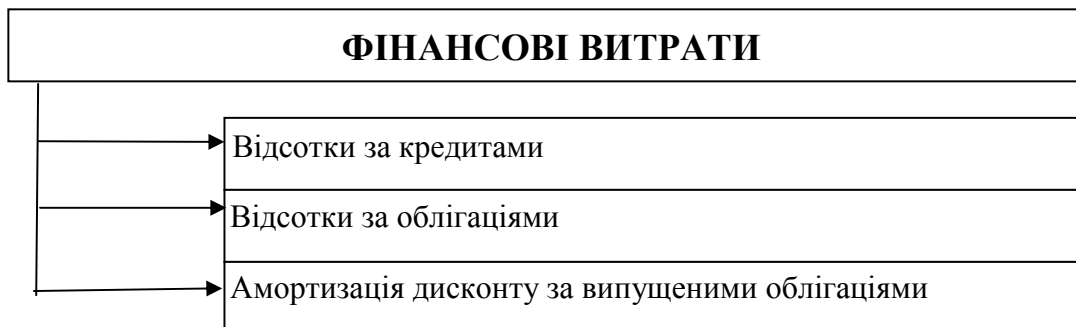 ФІНАНСОВІ ВИТРАТИ
Відсотки за кредитами
Відсотки за облігаціями
Амортизація дисконту за випущеними облігаціями